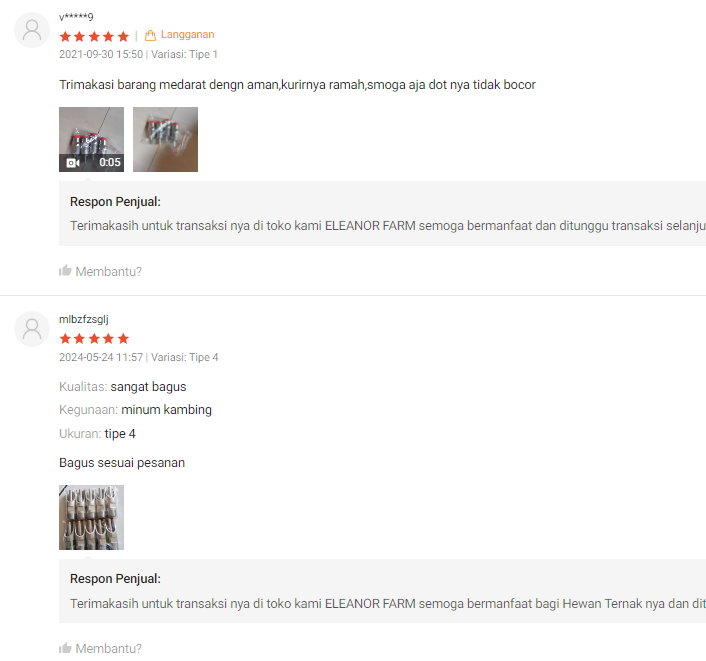 v*****9
| Langganan
2021-09-30 15:50 | Variasi: Tipe 1
Trimakasi barang medarat dengn aman,kurirnya ramah,smoga aja dot nya tidak bocor
0:05
Respon Penjual:
Terimakasih untuk transaksi nya di toko kami ELEANOR FARM semoga bermanfaat dan ditunggu transaksi selanju
Membantu?
mlbzfzsglj
2024-05-24 11:57 | Variasi: Tipe 4
Kualitas: sangat bagus
Kegunaan: minum kambing
Ukuran: tipe 4
Bagus sesuai pesanan
Respon Penjual:
Terimakasih untuk transaksi nya di toko kami ELEANOR FARM semoga bermanfaat bagi Hewan Ternak nya dan dit
Membantu?